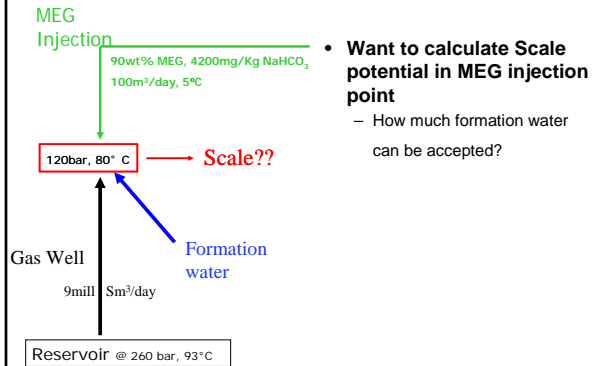 MEG
Injection
90wt% MEG, 4200mg/Kg NaHCO₃
100m³/day, 5ºC
120bar, 80° C
Scale??
Formation
water
Gas Well
9mill Sm³/day
Reservoir @ 260 bar, 93°C
• Want to calculate Scale
potential in MEG injection
point
– How much formation water
can be accepted?